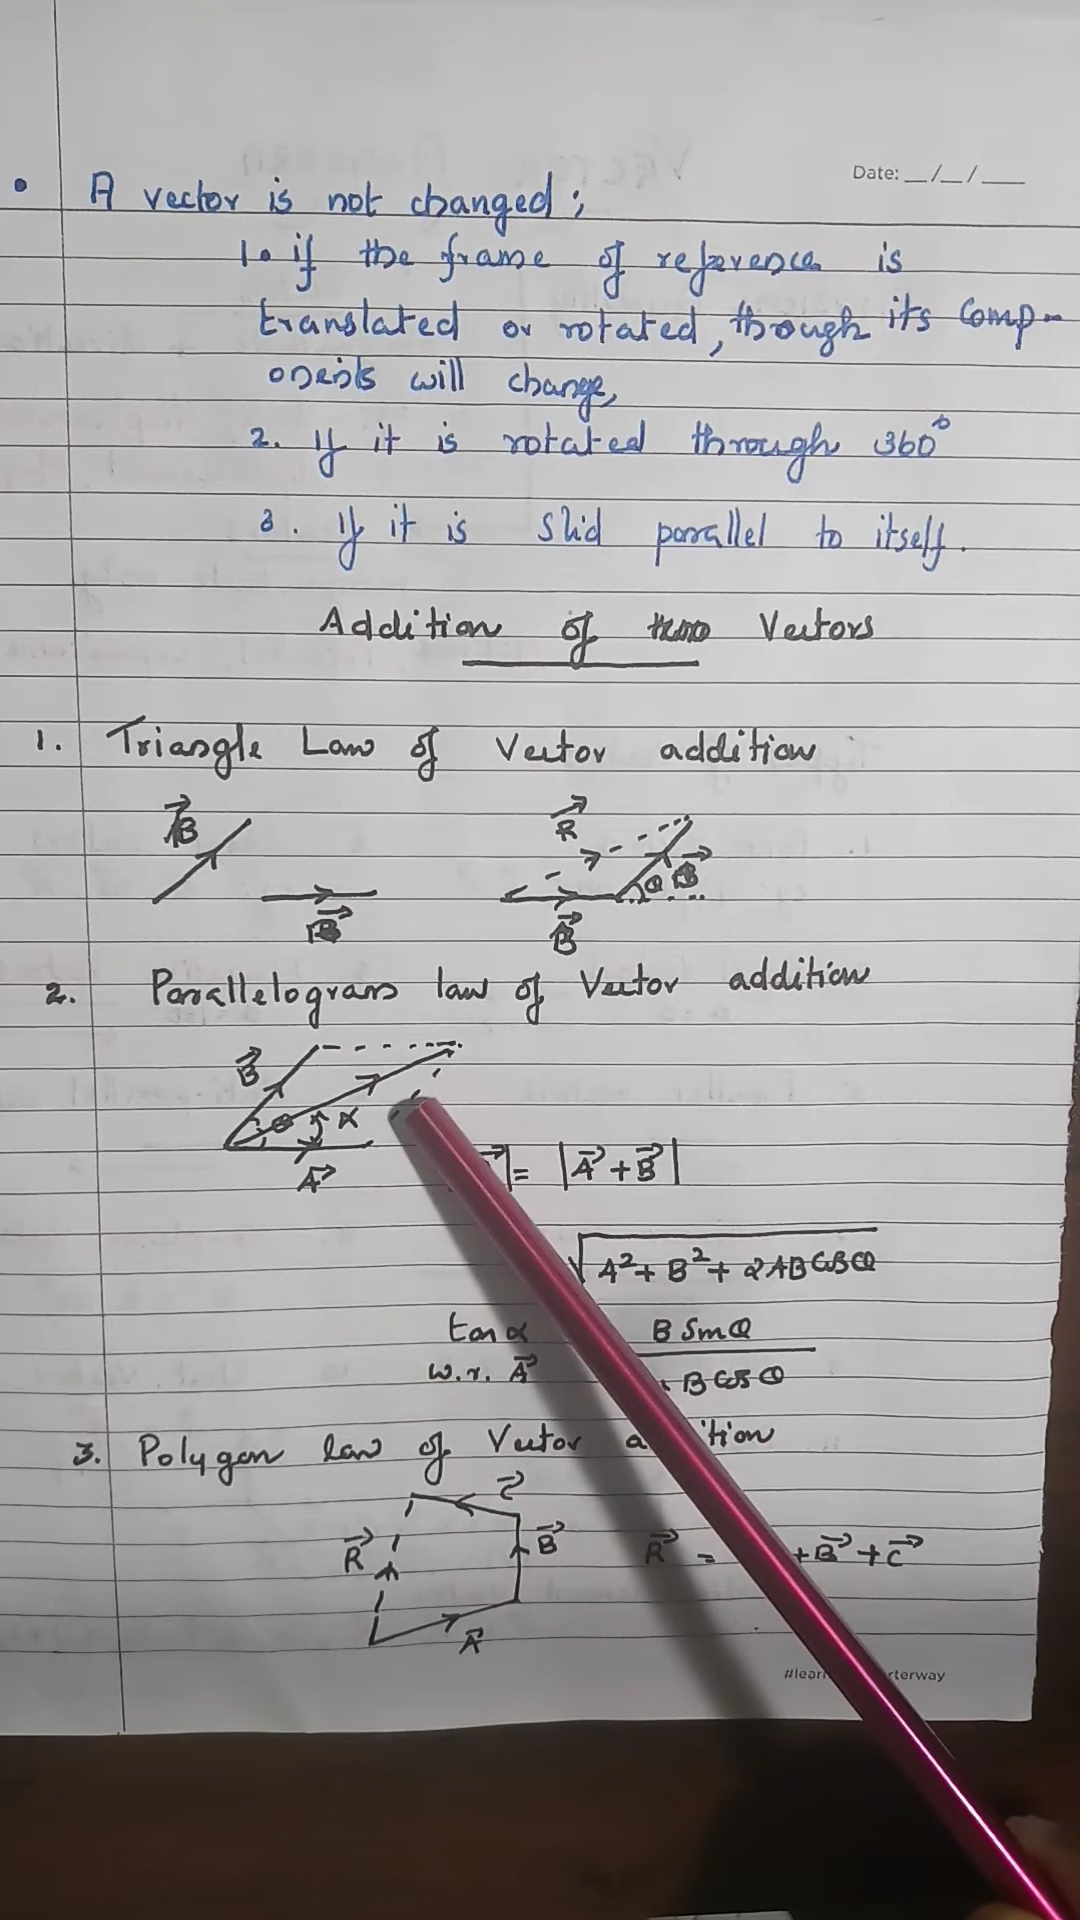 Date: __/__/____
• A vector is not changed;
1. if the frame of reference is
translated or rotated, though its comp-
onents will change,
2. If it is rotated through 360°
3. If it is slid parallel to itself.
Addition of two Vectors
1. Triangle Law of Vector addition
B⃗ R⃗
θ B⃗
B⃗ B⃗
2. Parallelogram law of Vector addition
B⃗
θ α
A⃗ | = |A⃗ + B⃗|
√A² + B² + 2AB cosθ
tan α B Sinθ
w.r. A⃗ B cosθ
3. Polygon law of Vector a ition
C⃗
R⃗ B⃗ R⃗ = + B⃗ + C⃗
A⃗
#lear rterway